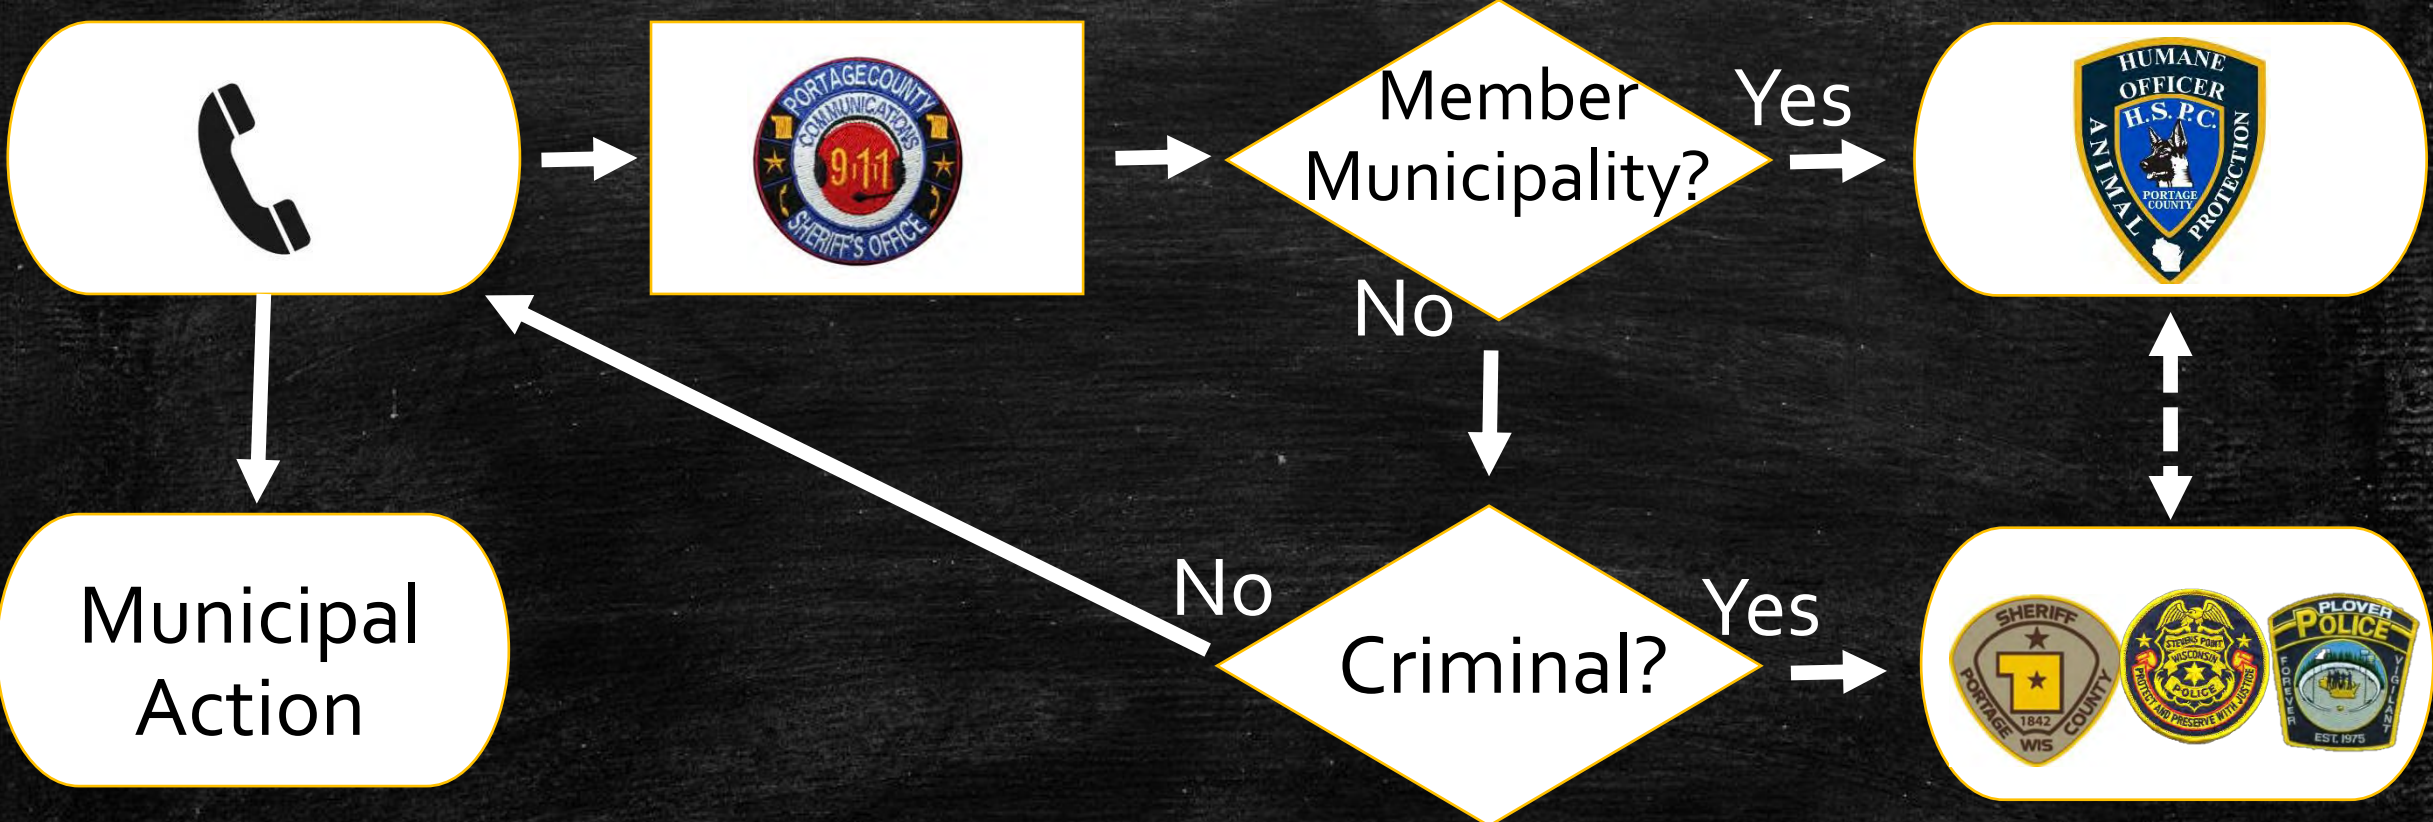 PORTAGE COUNTY
COMMUNICATIONS
911
SHERIFF'S OFFICE
Member
Municipality?
Yes
HUMANE
OFFICER
H.S.P.C.
ANIMAL
PROTECTION
PORTAGE
COUNTY
No
Municipal
Action
No
Criminal?
Yes
SHERIFF
PORTAGE
COUNTY
1842
WIS
STEVENS POINT
WISCONSIN
POLICE
PROTECT AND PRESERVE WITH JUSTICE
PLOVER
POLICE
FOREVER
VIGILANT
EST. 1975